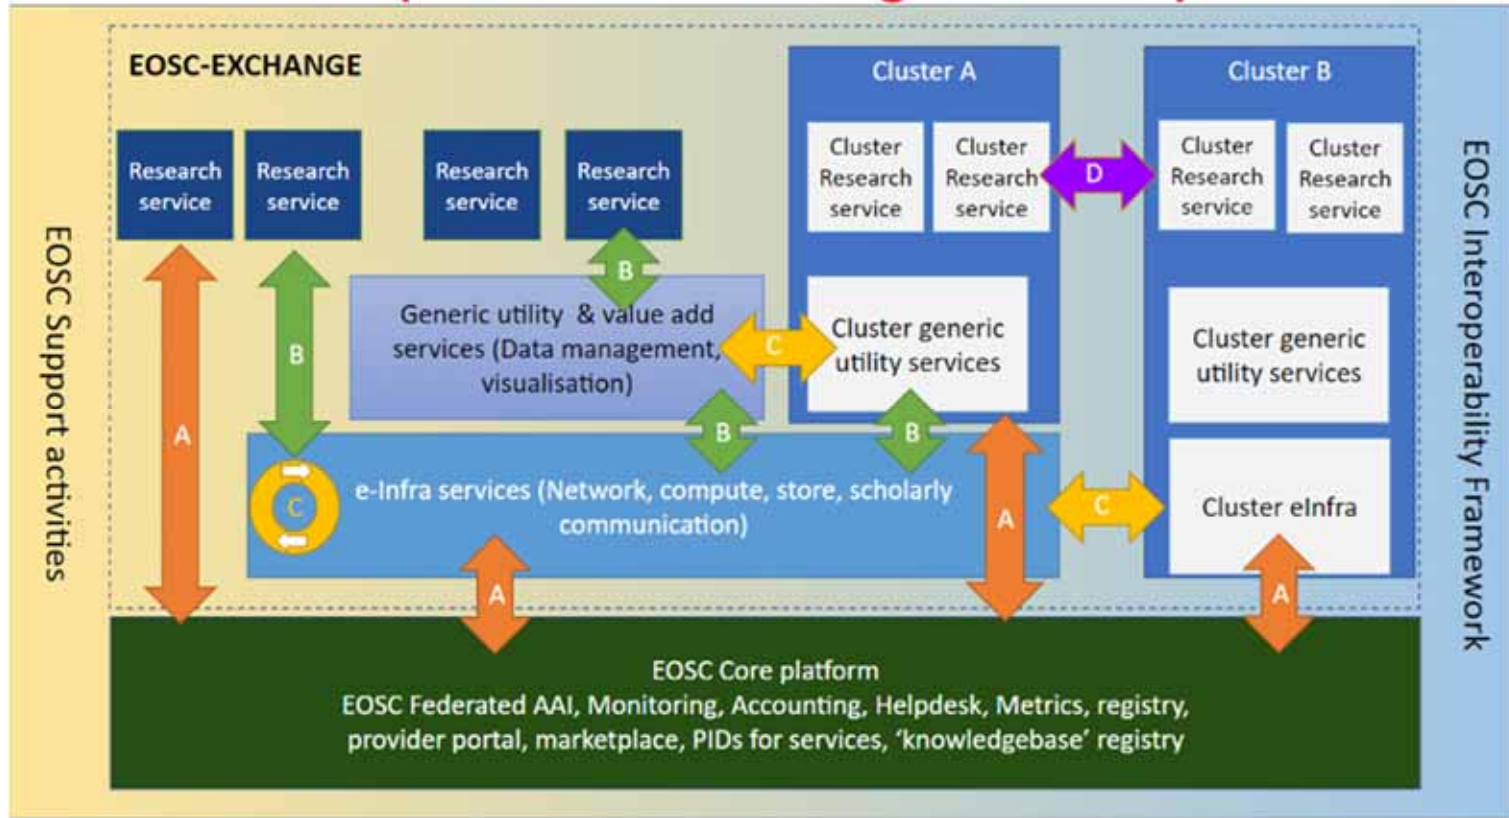 EOSC-EXCHANGE
Cluster A
Cluster B
Research
service
Research
service
Research
service
Research
service
Cluster
Research
service
Cluster
Research
service
D
Cluster
Research
service
Cluster
Research
service
EOSC Support activities
EOSC Interoperability Framework
A
B
B
Generic utility & value add
services (Data management,
visualisation)
C
Cluster generic
utility services
Cluster generic
utility services
B
B
C
e-Infra services (Network, compute, store, scholarly
communication)
A
C
Cluster eInfra
A
A
EOSC Core platform
EOSC Federated AAI, Monitoring, Accounting, Helpdesk, Metrics, registry,
provider portal, marketplace, PIDs for services, ‘knowledgebase’ registry